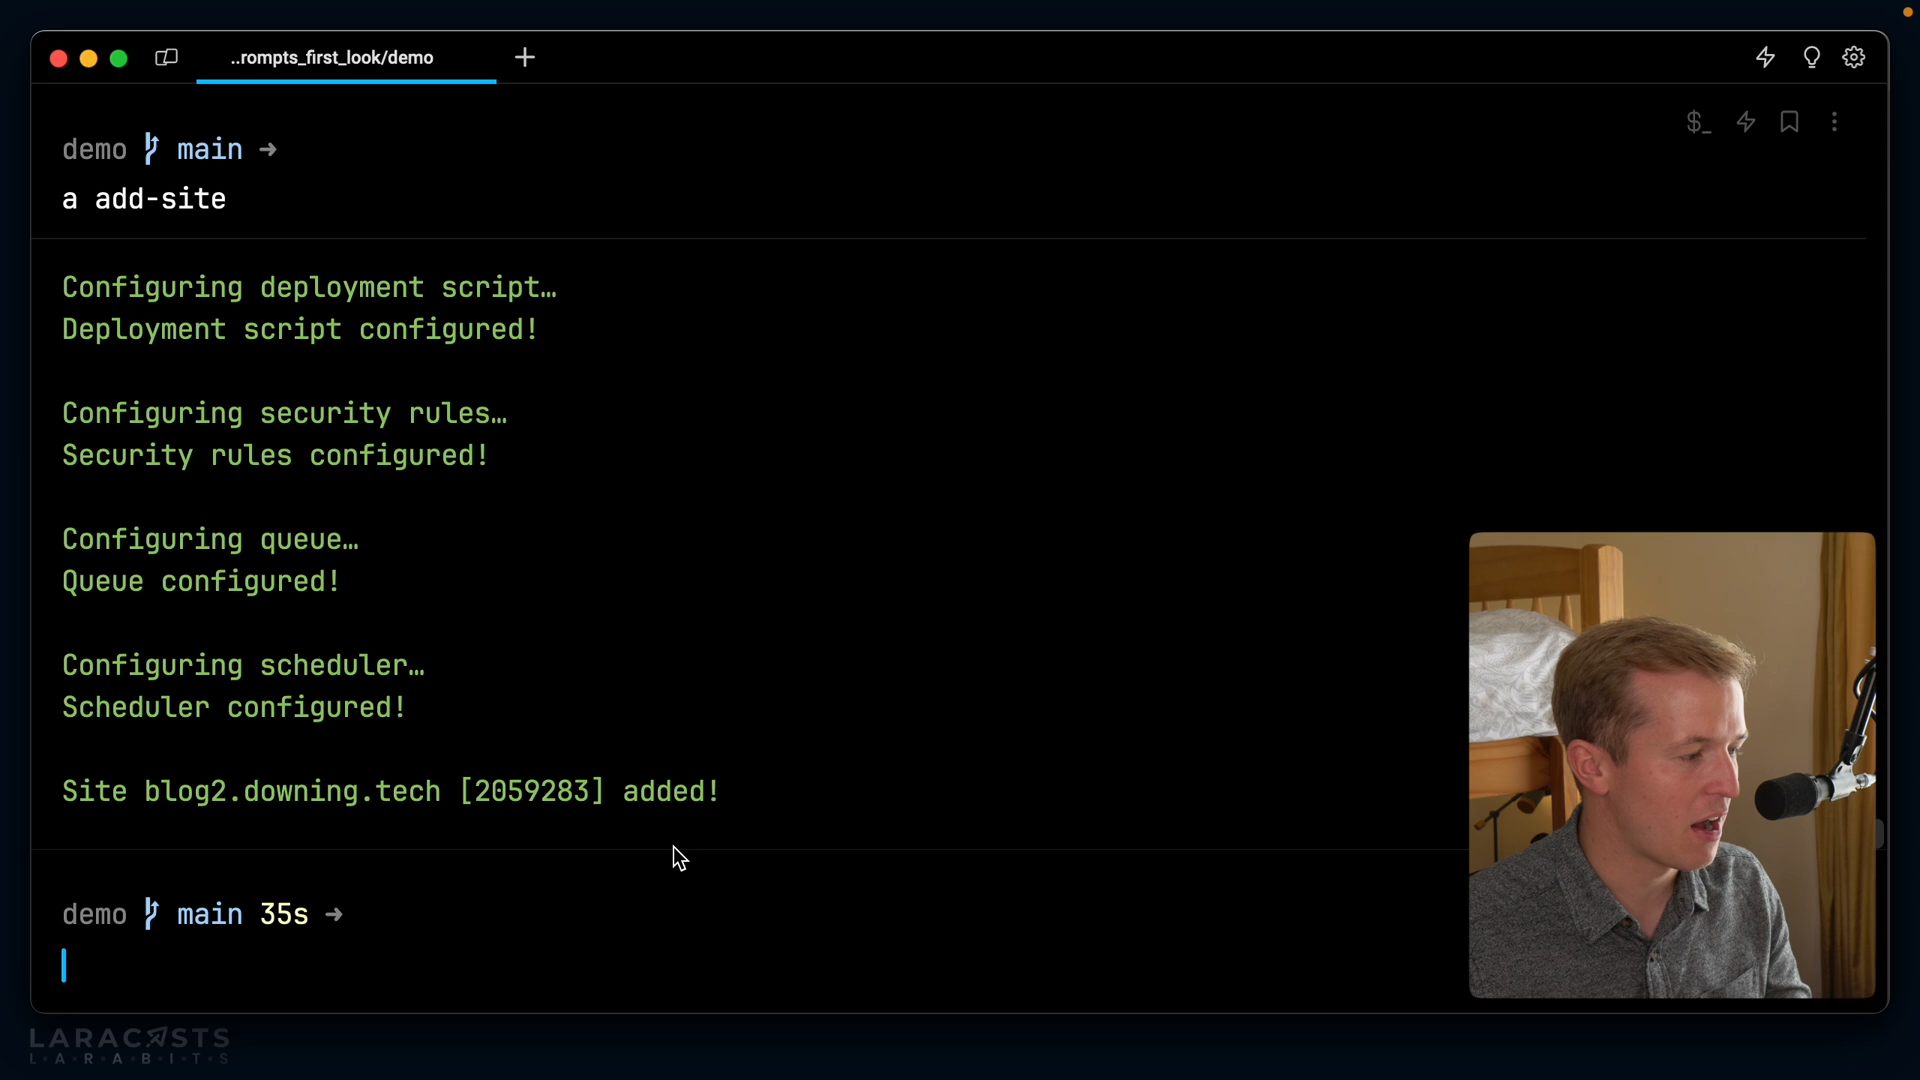 ..rompts_first_look/demo
demo main ➜
$_
a add-site
Configuring deployment script…
Deployment script configured!
Configuring security rules…
Security rules configured!
Configuring queue…
Queue configured!
Configuring scheduler…
Scheduler configured!
Site blog2.downing.tech [2059283] added!
demo main 35s ➜
LARACASTS
L·A·R·A·B·I·T·S